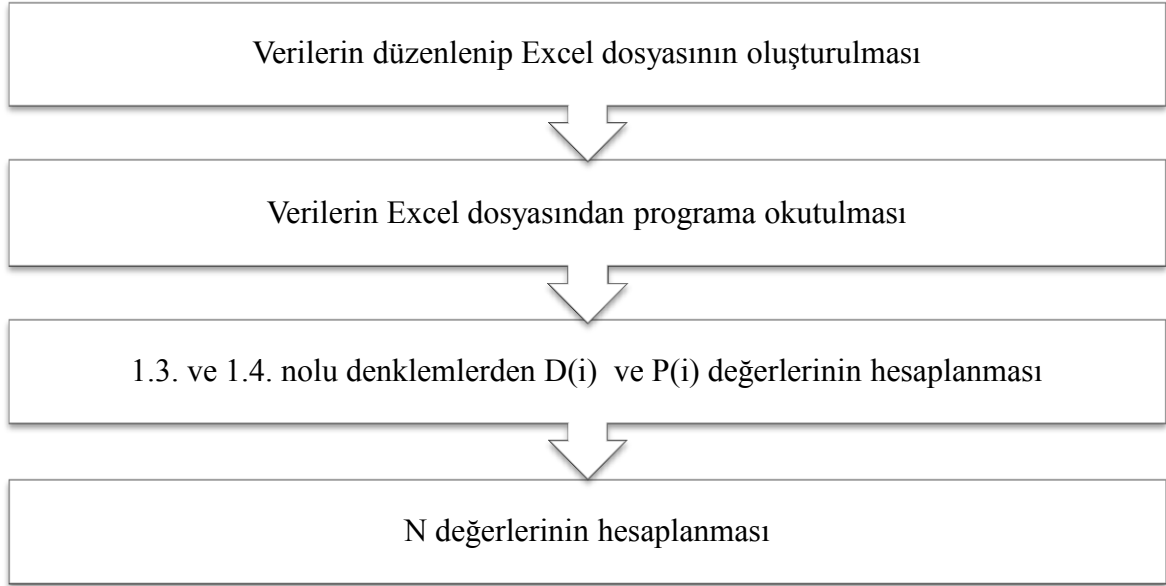 Verilerin düzenlenip Excel dosyasının oluşturulması
Verilerin Excel dosyasından programa okutulması
1.3. ve 1.4. nolu denklemlerden D(i) ve P(i) değerlerinin hesaplanması
N değerlerinin hesaplanması